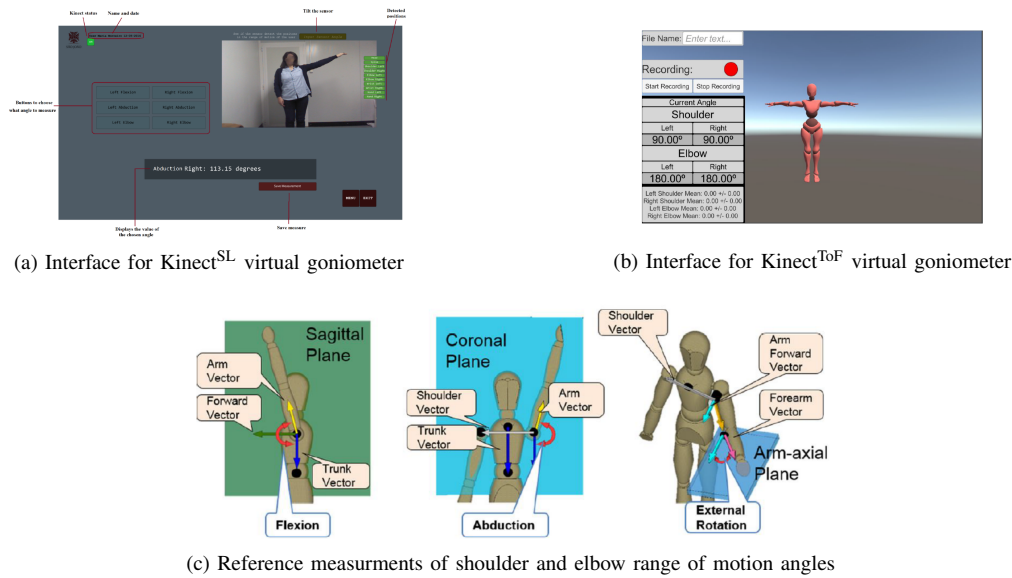 Kinect status
Name and date
Tilt the sensor
Detected
positions
Buttons to choose
what angle to measure
Left Flexion
Right Flexion
Left Abduction
Right Abduction
Left Elbow
Right Elbow
Abduction Right: 113.15 degrees
Save Measurement
MENU
EXIT
Displays the value of
the chosen angle
Save measure
(a) Interface for Kinect^SL virtual goniometer
File Name:
Enter text...
Recording:
Start Recording
Stop Recording
Current Angle
Shoulder
Left
Right
90.00º
90.00º
Elbow
Left
Right
180.00º
180.00º
Left Shoulder Mean: 0.00 +/- 0.00
Right Shoulder Mean: 0.00 +/- 0.00
Left Elbow Mean: 0.00 +/- 0.00
Right Elbow Mean: 0.00 +/- 0.00
(b) Interface for Kinect^ToF virtual goniometer
Sagittal
Plane
Arm
Vector
Forward
Vector
Trunk
Vector
Flexion
Coronal
Plane
Shoulder
Vector
Trunk
Vector
Arm
Vector
Abduction
Shoulder
Vector
Arm
Forward
Vector
Forearm
Vector
Arm-axial
Plane
External
Rotation
(c) Reference measurments of shoulder and elbow range of motion angles